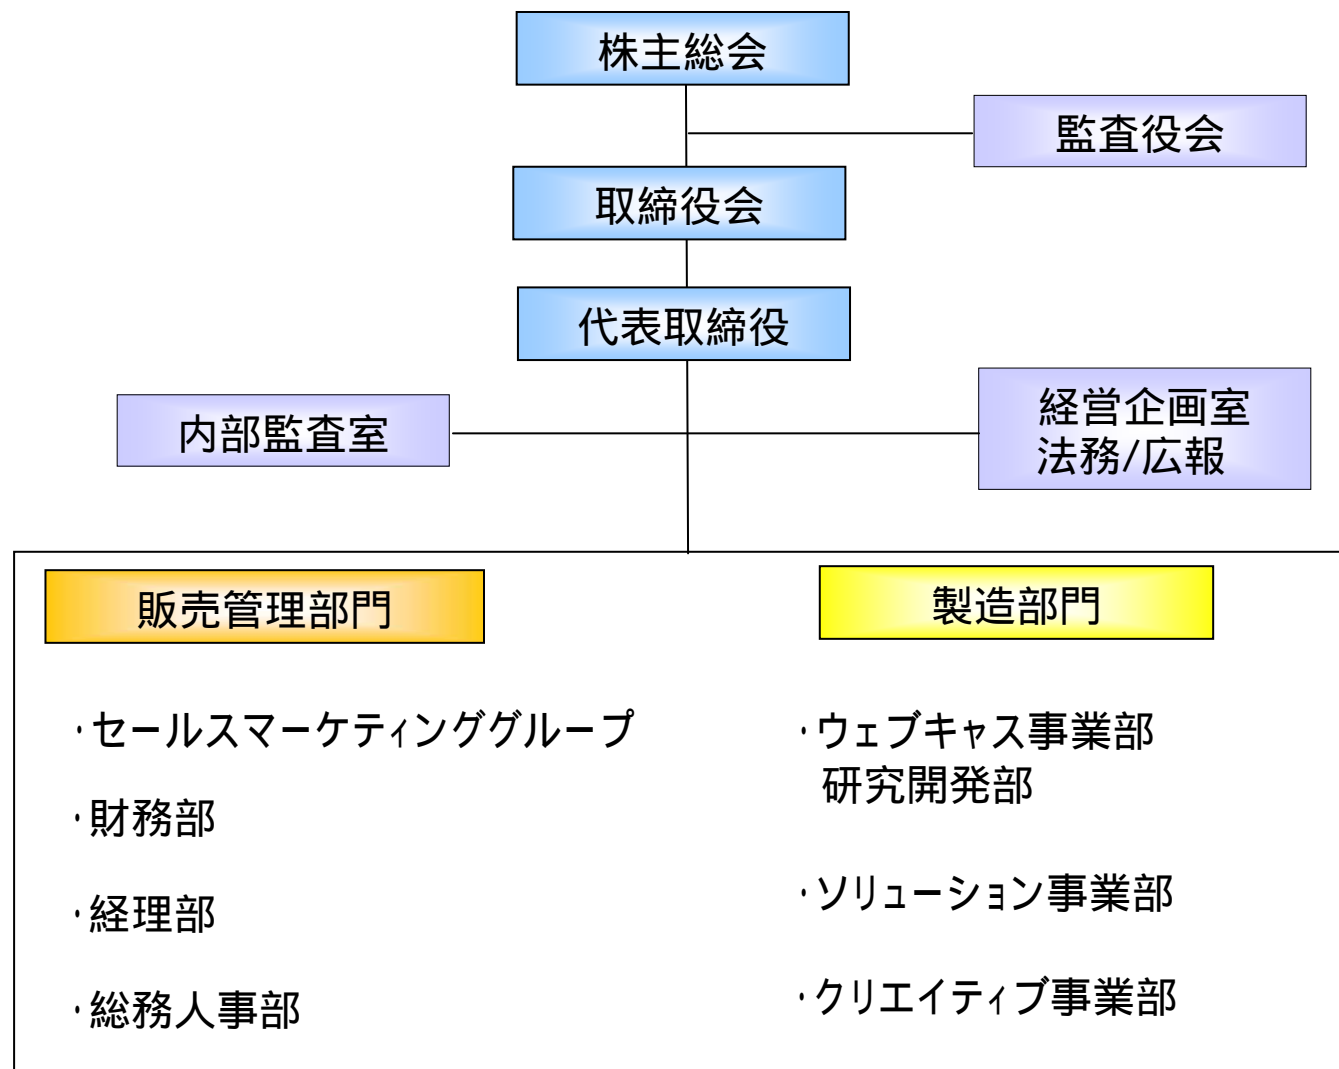 株主総会
監査役会
取締役会
代表取締役
内部監査室
経営企画室
法務/広報
販売管理部門
製造部門
･セールスマーケティンググループ
･財務部
･経理部
･総務人事部
･ウェブキャス事業部
研究開発部
･ソリューション事業部
･クリエイティブ事業部